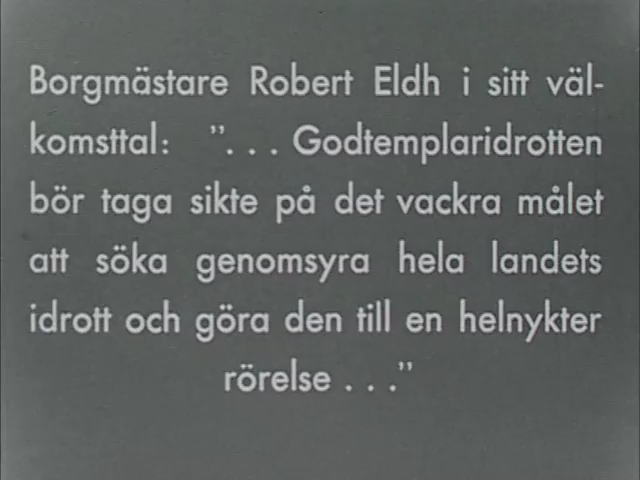 Borgmästare Robert Eldh i sitt väl-
komsttal: ”. . . Godtemplaridrotten
bör taga sikte på det vackra målet
att söka genomsyra hela landets
idrott och göra den till en helnykter
rörelse . . .”